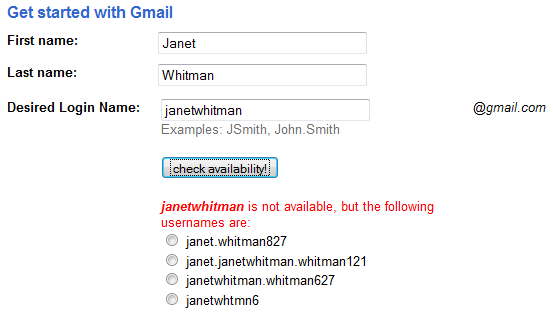 Get started with Gmail
First name: Janet
Last name: Whitman
Desired Login Name: janetwhitman @gmail.com
Examples: JSmith, John.Smith
check availability!
janetwhitman is not available, but the following
usernames are:
janet.whitman827
janet.janetwhitman.whitman121
janetwhitman.whitman627
janetwhtmn6